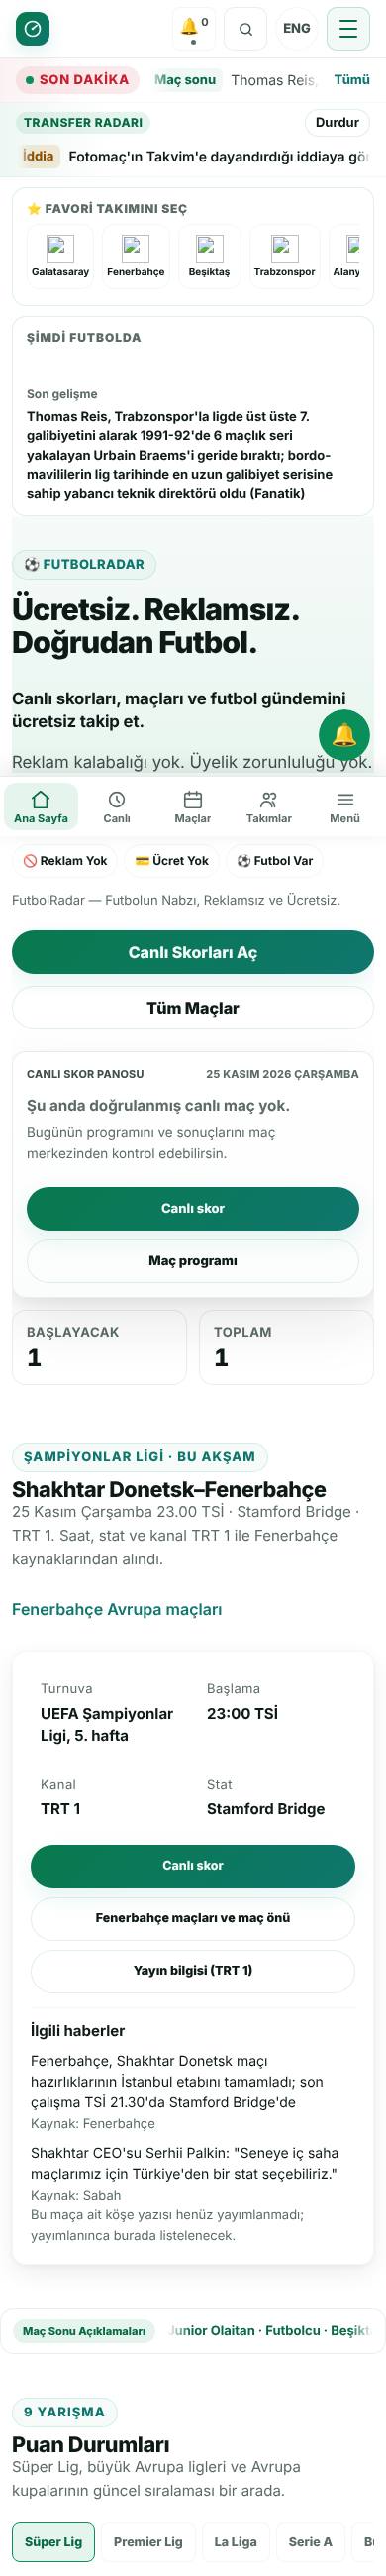 🔔 0
ENG
SON DAKİKA
Maç sonu Thomas Reis,
Tümü
TRANSFER RADARI
Durdur
İddia Fotomaç'ın Takvim'e dayandırdığı iddiaya gör
⭐ FAVORİ TAKIMINI SEÇ
Galatasaray
Fenerbahçe
Beşiktaş
Trabzonspor
Alany
ŞİMDİ FUTBOLDA
Son gelişme
Thomas Reis, Trabzonspor'la ligde üst üste 7.
galibiyetini alarak 1991-92'de 6 maçlık seri
yakalayan Urbain Braems'i geride bıraktı; bordo-
mavililerin lig tarihinde en uzun galibiyet serisine
sahip yabancı teknik direktörü oldu (Fanatik)
⚽ FUTBOLRADAR
Ücretsiz. Reklamsız.
Doğrudan Futbol.
Canlı skorları, maçları ve futbol gündemini
ücretsiz takip et.
Reklam kalabalığı yok. Üyelik zorunluluğu yok.
Ana Sayfa
Canlı
Maçlar
Takımlar
Menü
🚫 Reklam Yok
💳 Ücret Yok
⚽ Futbol Var
FutbolRadar — Futbolun Nabzı, Reklamsız ve Ücretsiz.
Canlı Skorları Aç
Tüm Maçlar
CANLI SKOR PANOSU
25 KASIM 2026 ÇARŞAMBA
Şu anda doğrulanmış canlı maç yok.
Bugünün programını ve sonuçlarını maç
merkezinden kontrol edebilirsin.
Canlı skor
Maç programı
BAŞLAYACAK
1
TOPLAM
1
ŞAMPİYONLAR LİGİ · BU AKŞAM
Shakhtar Donetsk–Fenerbahçe
25 Kasım Çarşamba 23.00 TSİ · Stamford Bridge ·
TRT 1. Saat, stat ve kanal TRT 1 ile Fenerbahçe
kaynaklarından alındı.
Fenerbahçe Avrupa maçları
Turnuva
UEFA Şampiyonlar
Ligi, 5. hafta
Başlama
23:00 TSİ
Kanal
TRT 1
Stat
Stamford Bridge
Canlı skor
Fenerbahçe maçları ve maç önü
Yayın bilgisi (TRT 1)
İlgili haberler
Fenerbahçe, Shakhtar Donetsk maçı
hazırlıklarının İstanbul etabını tamamladı; son
çalışma TSİ 21.30'da Stamford Bridge'de
Kaynak: Fenerbahçe
Shakhtar CEO'su Serhii Palkin: "Seneye iç saha
maçlarımız için Türkiye'den bir stat seçebiliriz."
Kaynak: Sabah
Bu maça ait köşe yazısı henüz yayımlanmadı;
yayımlanınca burada listelenecek.
Maç Sonu Açıklamaları
Junior Olaitan · Futbolcu · Beşikta
9 YARIŞMA
Puan Durumları
Süper Lig, büyük Avrupa ligleri ve Avrupa
kupalarının güncel sıralaması bir arada.
Süper Lig
Premier Lig
La Liga
Serie A